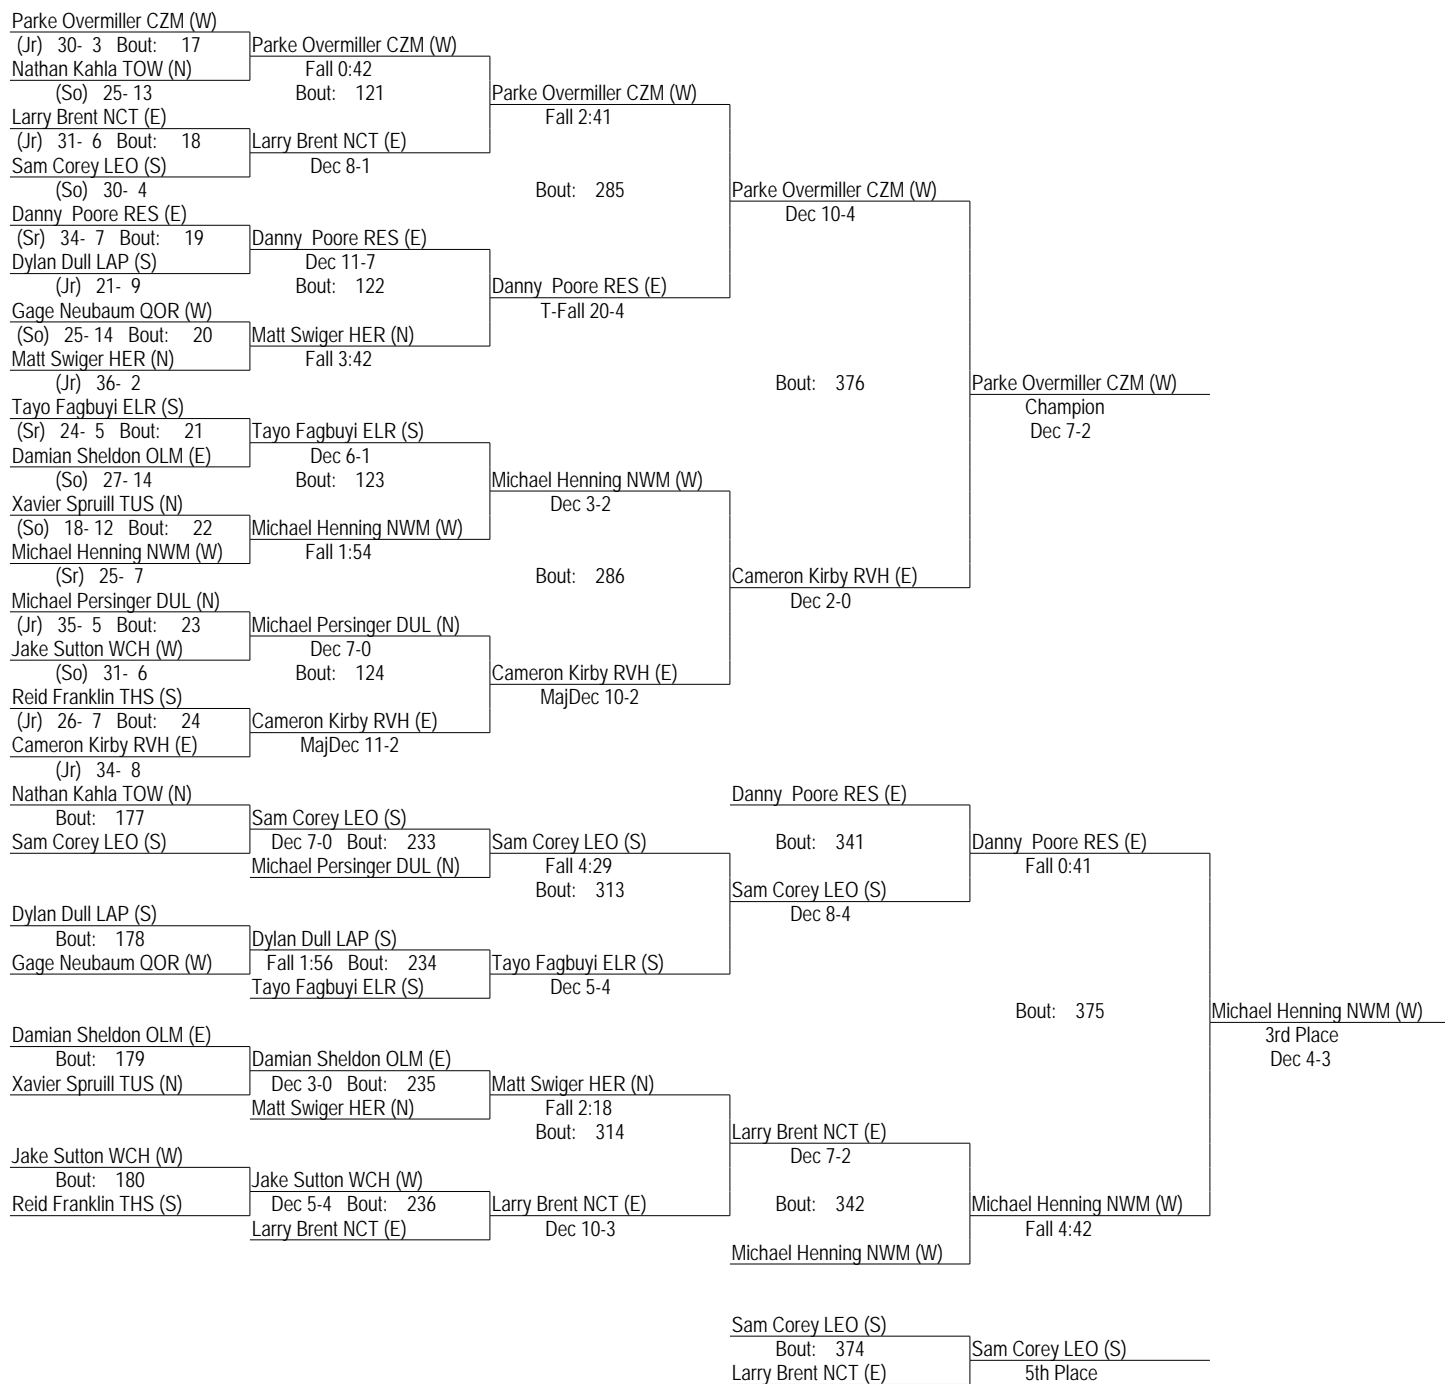 Parke Overmiller CZM (W)
(Jr) 30- 3 Bout: 17 Parke Overmiller CZM (W)
Nathan Kahla TOW (N) Fall 0:42
(So) 25- 13 Bout: 121 Parke Overmiller CZM (W)
Larry Brent NCT (E) Fall 2:41
(Jr) 31- 6 Bout: 18 Larry Brent NCT (E)
Sam Corey LEO (S) Dec 8-1
(So) 30- 4 Bout: 285 Parke Overmiller CZM (W)
Danny Poore RES (E) Dec 10-4
(Sr) 34- 7 Bout: 19 Danny Poore RES (E)
Dylan Dull LAP (S) Dec 11-7
(Jr) 21- 9 Bout: 122 Danny Poore RES (E)
Gage Neubaum QOR (W) T-Fall 20-4
(So) 25- 14 Bout: 20 Matt Swiger HER (N)
Matt Swiger HER (N) Fall 3:42
(Jr) 36- 2 Bout: 376 Parke Overmiller CZM (W)
Tayo Fagbuyi ELR (S) Champion
(Sr) 24- 5 Bout: 21 Tayo Fagbuyi ELR (S) Dec 7-2
Damian Sheldon OLM (E) Dec 6-1
(So) 27- 14 Bout: 123 Michael Henning NWM (W)
Xavier Spruill TUS (N) Dec 3-2
(So) 18- 12 Bout: 22 Michael Henning NWM (W)
Michael Henning NWM (W) Fall 1:54
(Sr) 25- 7 Bout: 286 Cameron Kirby RVH (E)
Michael Persinger DUL (N) Dec 2-0
(Jr) 35- 5 Bout: 23 Michael Persinger DUL (N)
Jake Sutton WCH (W) Dec 7-0
(So) 31- 6 Bout: 124 Cameron Kirby RVH (E)
Reid Franklin THS (S) MajDec 10-2
(Jr) 26- 7 Bout: 24 Cameron Kirby RVH (E)
Cameron Kirby RVH (E) MajDec 11-2
(Jr) 34- 8
Nathan Kahla TOW (N) Danny Poore RES (E)
Bout: 177 Sam Corey LEO (S)
Sam Corey LEO (S) Dec 7-0 Bout: 233 Sam Corey LEO (S) Bout: 341 Danny Poore RES (E)
Michael Persinger DUL (N) Fall 4:29 Fall 0:41
Bout: 313 Sam Corey LEO (S)
Dylan Dull LAP (S) Dec 8-4
Bout: 178 Dylan Dull LAP (S)
Gage Neubaum QOR (W) Fall 1:56 Bout: 234 Tayo Fagbuyi ELR (S)
Tayo Fagbuyi ELR (S) Dec 5-4
Bout: 375 Michael Henning NWM (W)
Damian Sheldon OLM (E) 3rd Place
Bout: 179 Damian Sheldon OLM (E) Dec 4-3
Xavier Spruill TUS (N) Dec 3-0 Bout: 235 Matt Swiger HER (N)
Matt Swiger HER (N) Fall 2:18
Bout: 314 Larry Brent NCT (E)
Jake Sutton WCH (W) Dec 7-2
Bout: 180 Jake Sutton WCH (W)
Reid Franklin THS (S) Dec 5-4 Bout: 236 Larry Brent NCT (E) Bout: 342 Michael Henning NWM (W)
Larry Brent NCT (E) Dec 10-3 Fall 4:42
Michael Henning NWM (W)
Sam Corey LEO (S)
Bout: 374 Sam Corey LEO (S)
Larry Brent NCT (E) 5th Place